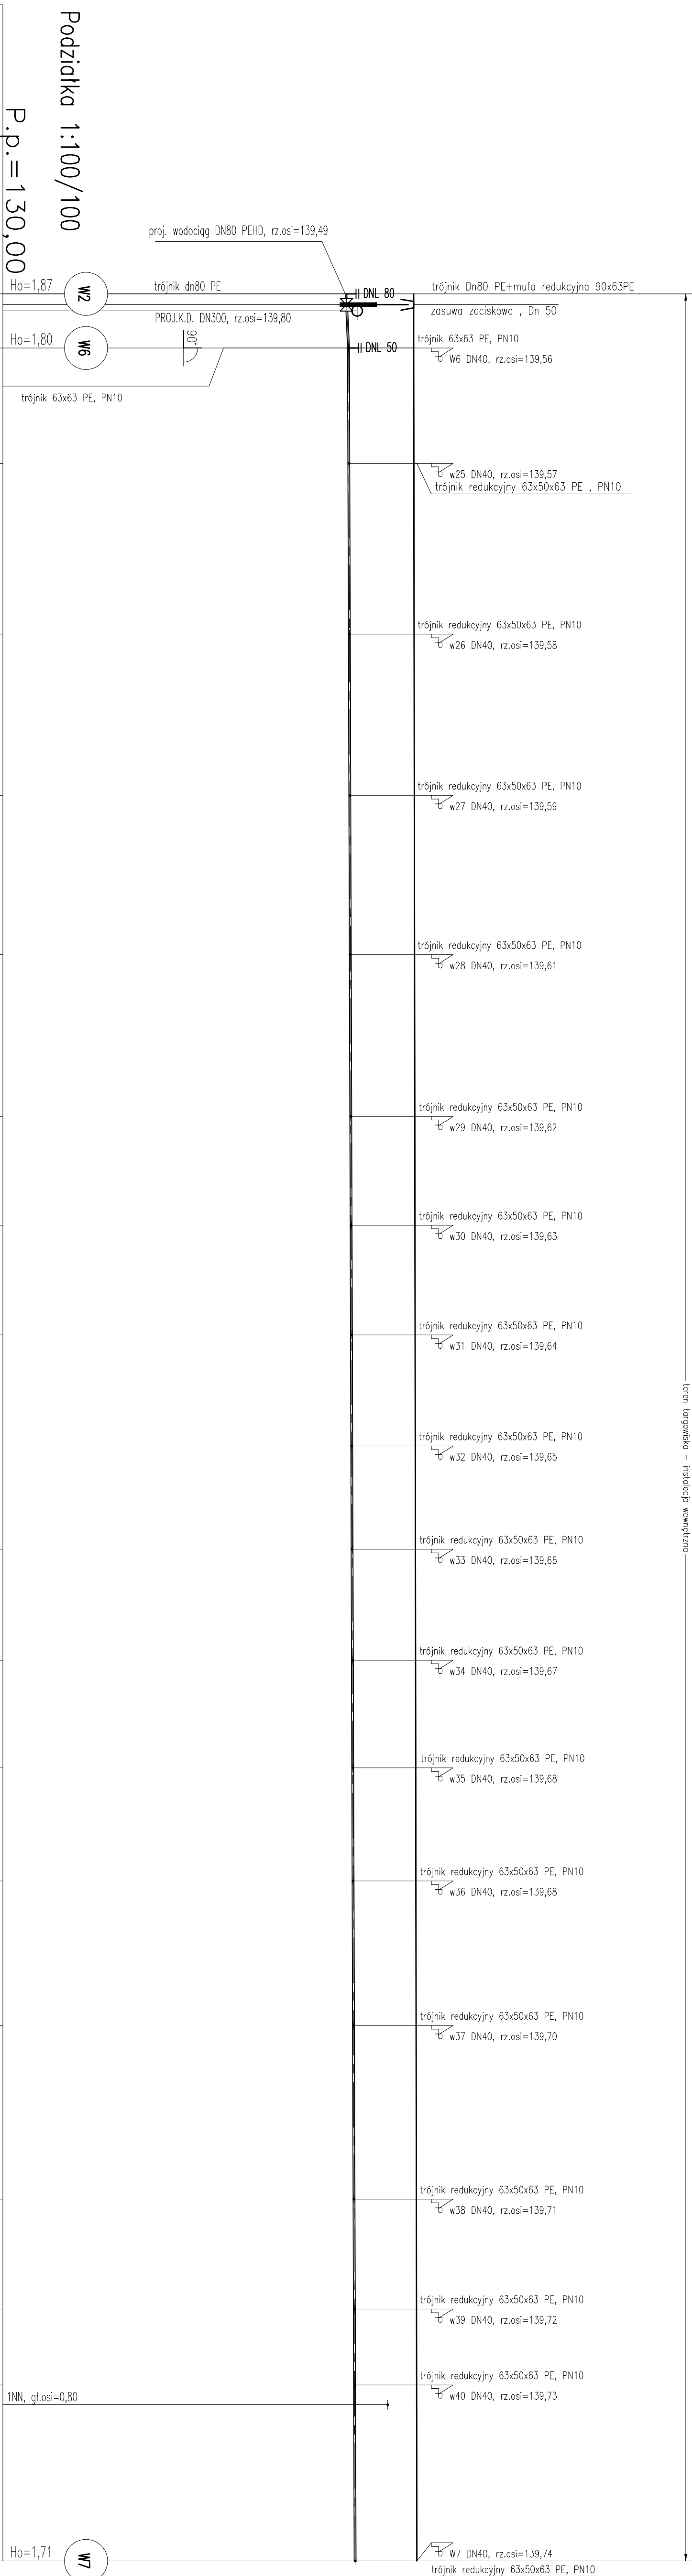 Podziałka 1:100/100
P.p.=130,00
proj. wodociąg DN80 PEHD, rz.osi=139,49
Ho=1,87
W2
trójnik dn80 PE
DNL 80
trójnik Dn80 PE+mufa redukcyjna 90x63PE
PROJ.K.D. DN300, rz.osi=139,80
zasuwa zaciskowa , Dn 50
Ho=1,80
W6
90°
DNL 50
trójnik 63x63 PE, PN10
W6 DN40, rz.osi=139,56
trójnik 63x63 PE, PN10
w25 DN40, rz.osi=139,57
trójnik redukcyjny 63x50x63 PE , PN10
trójnik redukcyjny 63x50x63 PE, PN10
w26 DN40, rz.osi=139,58
trójnik redukcyjny 63x50x63 PE, PN10
w27 DN40, rz.osi=139,59
trójnik redukcyjny 63x50x63 PE, PN10
w28 DN40, rz.osi=139,61
trójnik redukcyjny 63x50x63 PE, PN10
w29 DN40, rz.osi=139,62
trójnik redukcyjny 63x50x63 PE, PN10
w30 DN40, rz.osi=139,63
trójnik redukcyjny 63x50x63 PE, PN10
w31 DN40, rz.osi=139,64
teren targowiska – instalacja wewnętrzna
trójnik redukcyjny 63x50x63 PE, PN10
w32 DN40, rz.osi=139,65
trójnik redukcyjny 63x50x63 PE, PN10
w33 DN40, rz.osi=139,66
trójnik redukcyjny 63x50x63 PE, PN10
w34 DN40, rz.osi=139,67
trójnik redukcyjny 63x50x63 PE, PN10
w35 DN40, rz.osi=139,68
trójnik redukcyjny 63x50x63 PE, PN10
w36 DN40, rz.osi=139,68
trójnik redukcyjny 63x50x63 PE, PN10
w37 DN40, rz.osi=139,70
trójnik redukcyjny 63x50x63 PE, PN10
w38 DN40, rz.osi=139,71
trójnik redukcyjny 63x50x63 PE, PN10
w39 DN40, rz.osi=139,72
trójnik redukcyjny 63x50x63 PE, PN10
w40 DN40, rz.osi=139,73
1NN, gł.osi=0,80
Ho=1,71
W7
W7 DN40, rz.osi=139,74
trójnik redukcyjny 63x50x63 PE, PN10